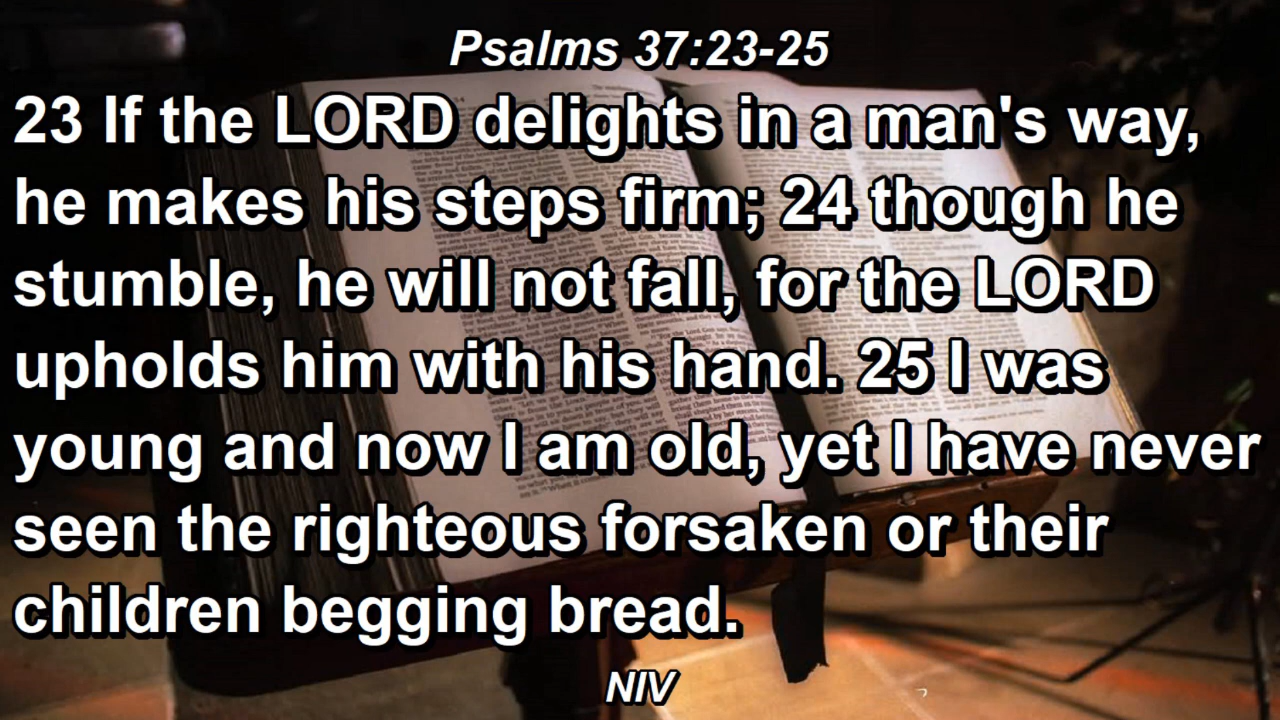 Psalms 37:23-25
23 If the LORD delights in a man's way,
he makes his steps firm; 24 though he
stumble, he will not fall, for the LORD
upholds him with his hand. 25 I was
young and now I am old, yet I have never
seen the righteous forsaken or their
children begging bread.
NIV